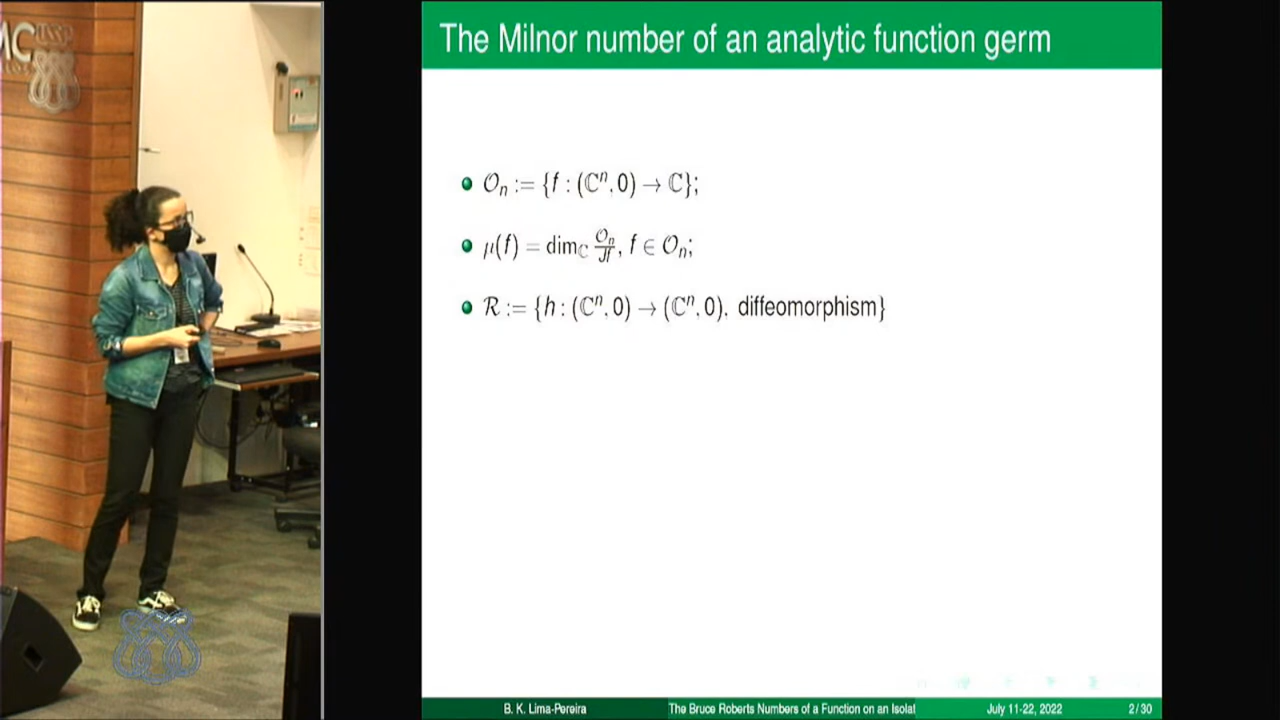 The Milnor number of an analytic function germ
𝒪ₙ := {f : (ℂⁿ, 0) → ℂ};
μ(f) = dim_ℂ 𝒪ₙ/Jf, f ∈ 𝒪ₙ;
ℛ := {h : (ℂⁿ, 0) → (ℂⁿ, 0), diffeomorphism}
B. K. Lima-Pereira
The Bruce Roberts Numbers of a Function on an Isolat
July 11-22, 2022
2 / 30